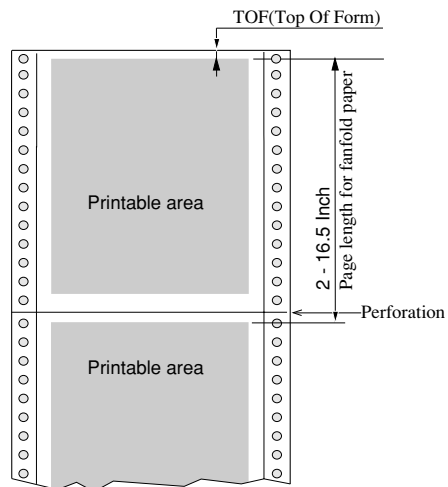 TOF(Top Of Form)
Printable area
2 - 16.5 Inch
Page length for fanfold paper
Perforation
Printable area